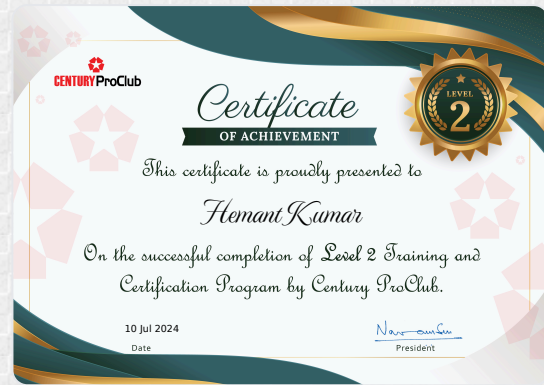 CENTURY ProClub
Certificate
OF ACHIEVEMENT
LEVEL
2
This certificate is proudly presented to
Hemant Kumar
On the successful completion of Level 2 Training and
Certification Program by Century ProClub.
10 Jul 2024
Date
President